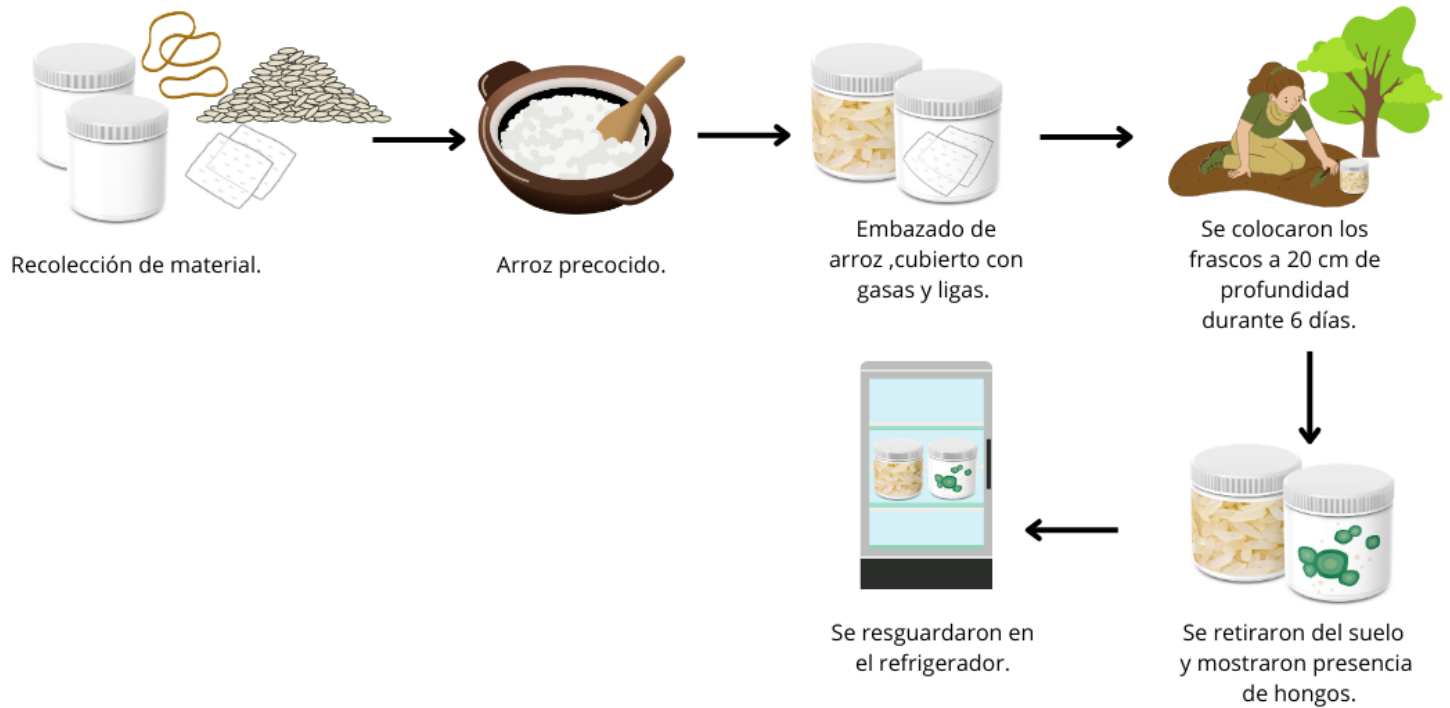 Recolección de material.
Arroz precocido.
Embazado de
arroz ,cubierto con
gasas y ligas.
Se colocaron los
frascos a 20 cm de
profundidad
durante 6 días.
Se retiraron del suelo
y mostraron presencia
de hongos.
Se resguardaron en
el refrigerador.